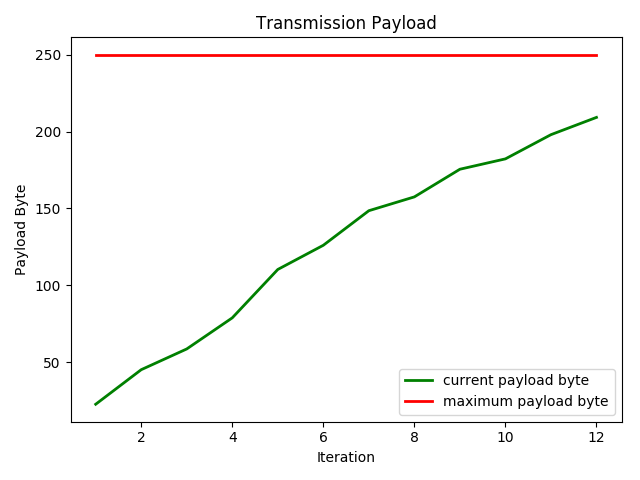 Transmission Payload
250
200
150
100
50
Payload Byte
2 4 6 8 10 12
Iteration
current payload byte
maximum payload byte